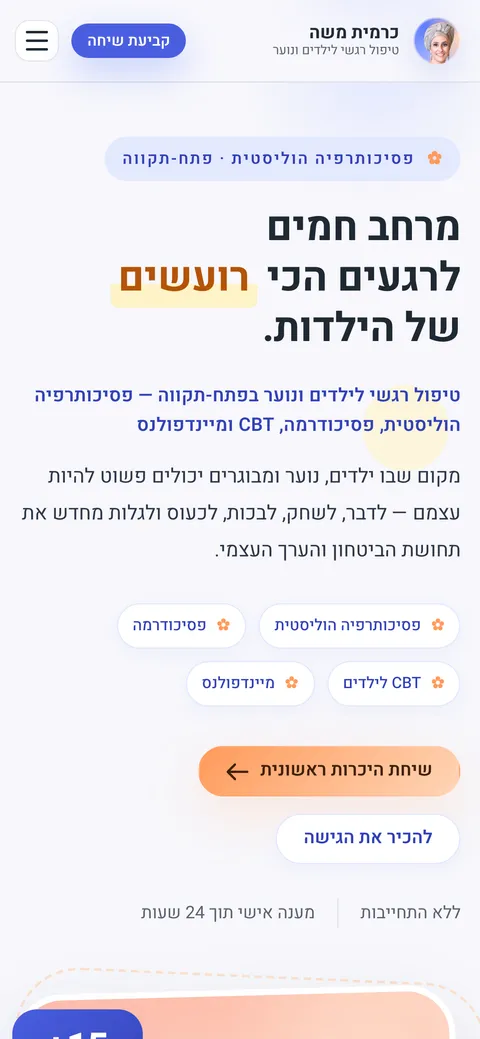 כרמית משה
טיפול רגשי לילדים ונוער
קביעת שיחה
פסיכותרפיה הוליסטית · פתח-תקווה
מרחב חמים
לרגעים הכי רועשים
של הילדות.
טיפול רגשי לילדים ונוער בפתח-תקווה — פסיכותרפיה
הוליסטית, פסיכודרמה, CBT ומיינדפולנס
מקום שבו ילדים, נוער ומבוגרים יכולים פשוט להיות
עצמם — לדבר, לשחק, לבכות, לכעוס ולגלות מחדש את
תחושת הביטחון והערך העצמי.
פסיכותרפיה הוליסטית
פסיכודרמה
CBT לילדים
מיינדפולנס
שיחת היכרות ראשונית ←
להכיר את הגישה
ללא התחייבות
מענה אישי תוך 24 שעות